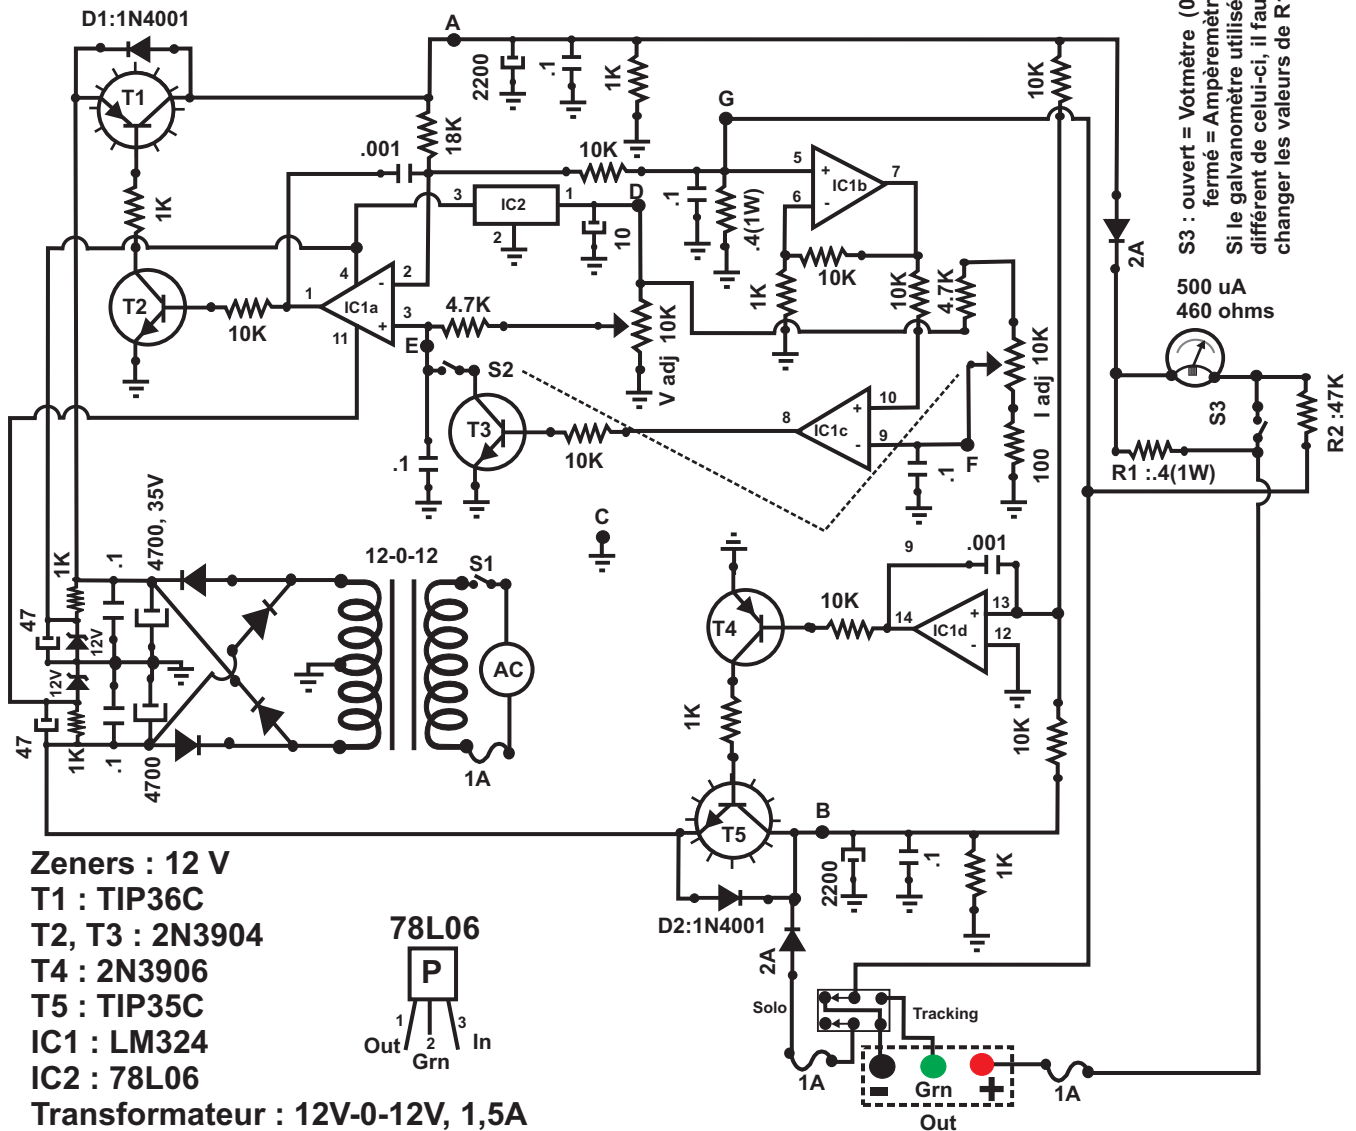 D1:1N4001
A
T1
2200
.1
1K
10K
18K
G
.001
10K
1K
3
IC2
1
D
2
10
.1
.4(1W)
5
+
IC1b
7
6
-
10K
1K
10K
4.7K
2A
S3 : ouvert = Votmètre (0
fermé = Ampèremètr
Si le galvanomètre utilisé
différent de celui-ci, il fau
changer les valeurs de R1
500 uA
460 ohms
T2
10K
1
4
-
2
IC1a
3
+
11
4.7K
E
V adj 10K
I adj 10K
S2
T3
10K
.1
8
10
+
IC1c
9
-
F
.1
100
S3
R1 :.4(1W)
R2 :47K
C
1K
.1
4700, 35V
12-0-12
S1
47
12V
12V
AC
47
1K
.1
4700
1A
9
.001
T4
10K
14
13
+
IC1d
12
-
1K
10K
T5
B
2200
.1
1K
D2:1N4001
2A
Solo
Tracking
1A
-
Grn
+
1A
Out
Zeners : 12 V
T1 : TIP36C
T2, T3 : 2N3904
T4 : 2N3906
T5 : TIP35C
IC1 : LM324
IC2 : 78L06
Transformateur : 12V-0-12V, 1,5A
78L06
P
1
2
3
Out
Grn
In